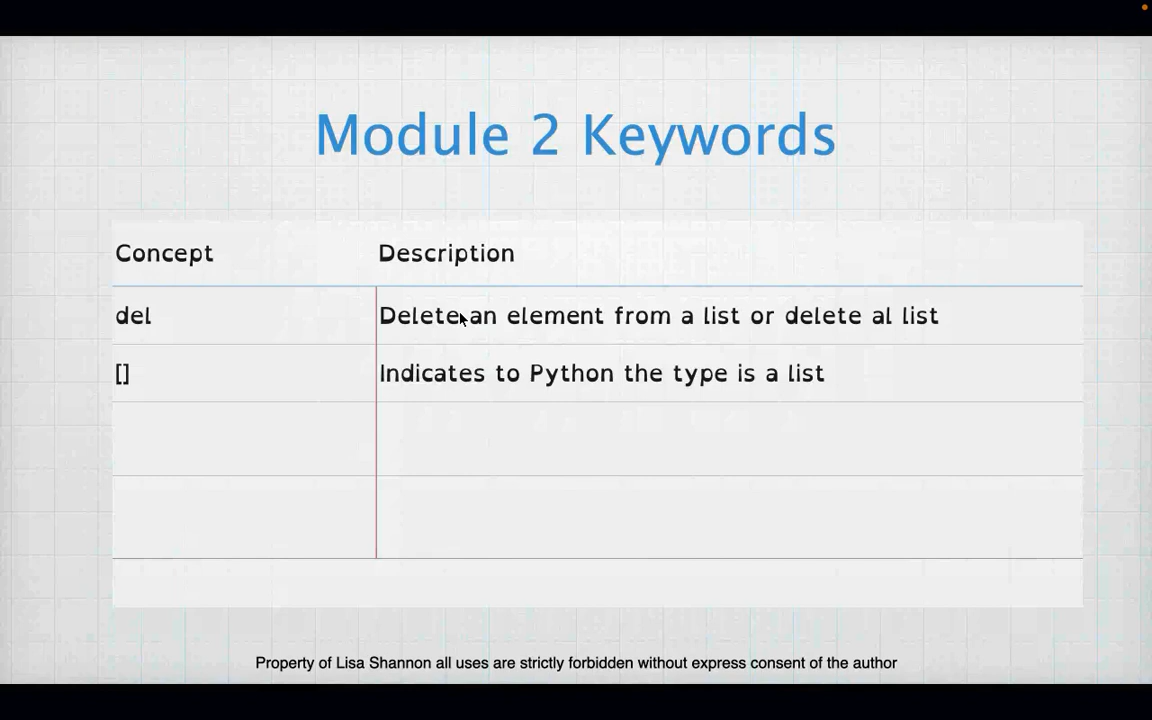 Module 2 Keywords
Concept Description
del Delete an element from a list or delete al list
[] Indicates to Python the type is a list
Property of Lisa Shannon all uses are strictly forbidden without express consent of the author